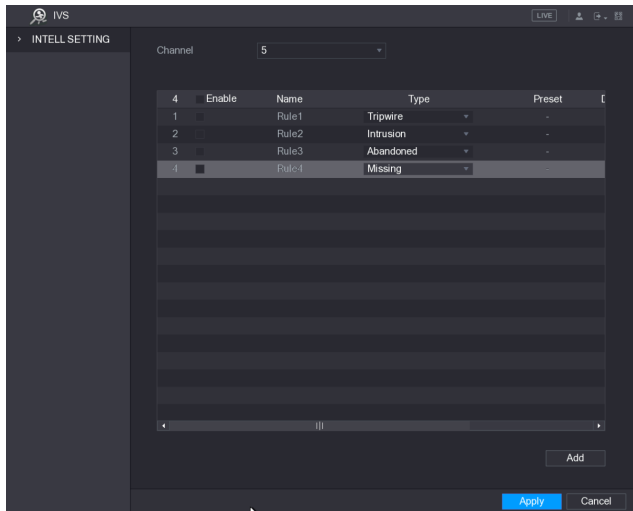 IVS
LIVE
INTELL SETTING
Channel 5
4 Enable Name Type Preset
1 Rule1 Tripwire -
2 Rule2 Intrusion -
3 Rule3 Abandoned -
4 Rule4 Missing -
Add
Apply Cancel